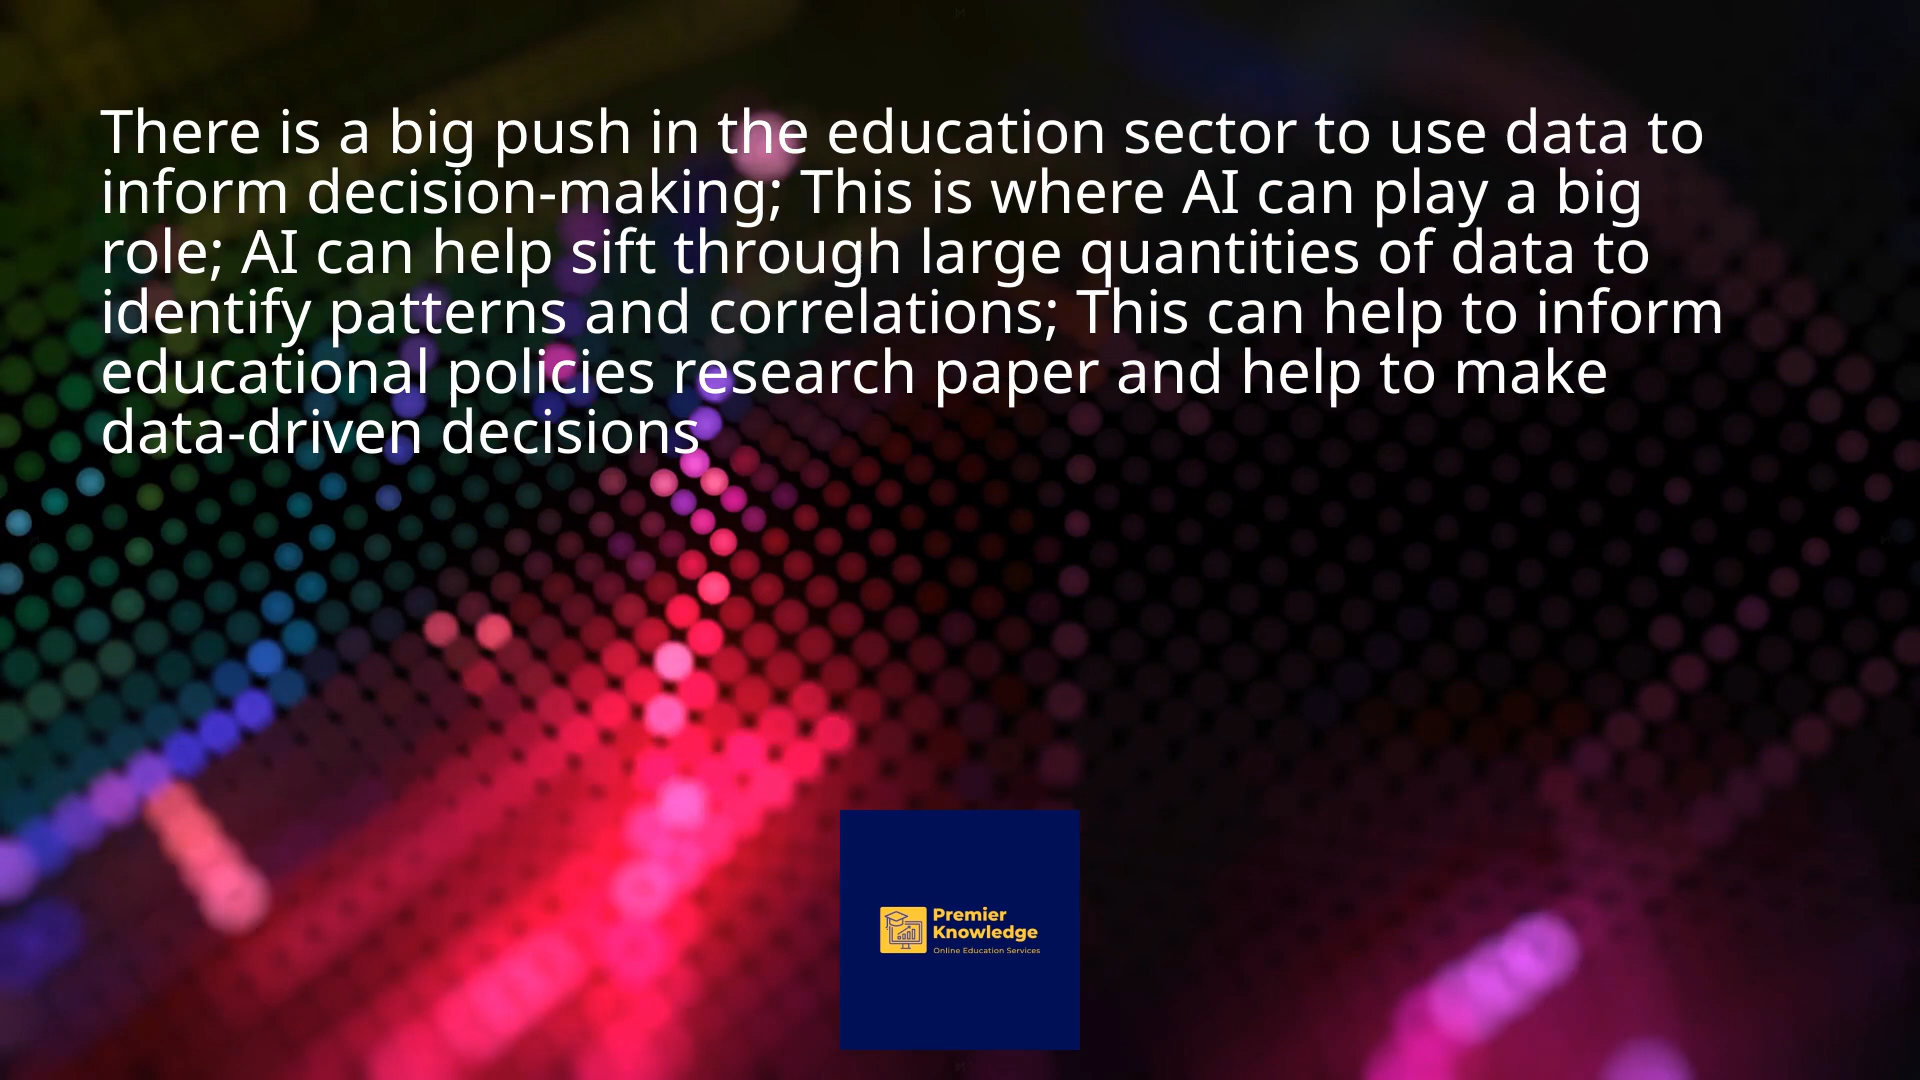 There is a big push in the education sector to use data to
inform decision-making; This is where AI can play a big
role; AI can help sift through large quantities of data to
identify patterns and correlations; This can help to inform
educational policies research paper and help to make
data-driven decisions
Premier
Knowledge
Online Education Services